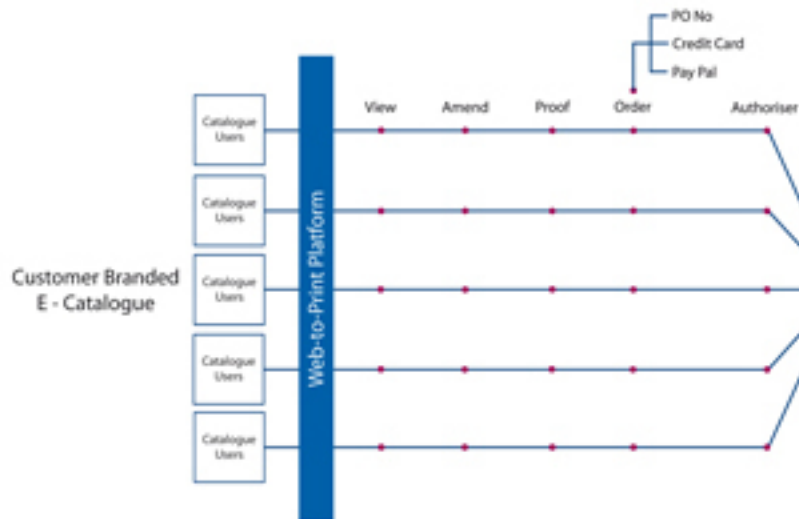 PO No
Credit Card
Pay Pal
View
Amend
Proof
Order
Authoriser
Catalogue
Users
Catalogue
Users
Catalogue
Users
Catalogue
Users
Catalogue
Users
Customer Branded
E - Catalogue
Web-to-Print Platform